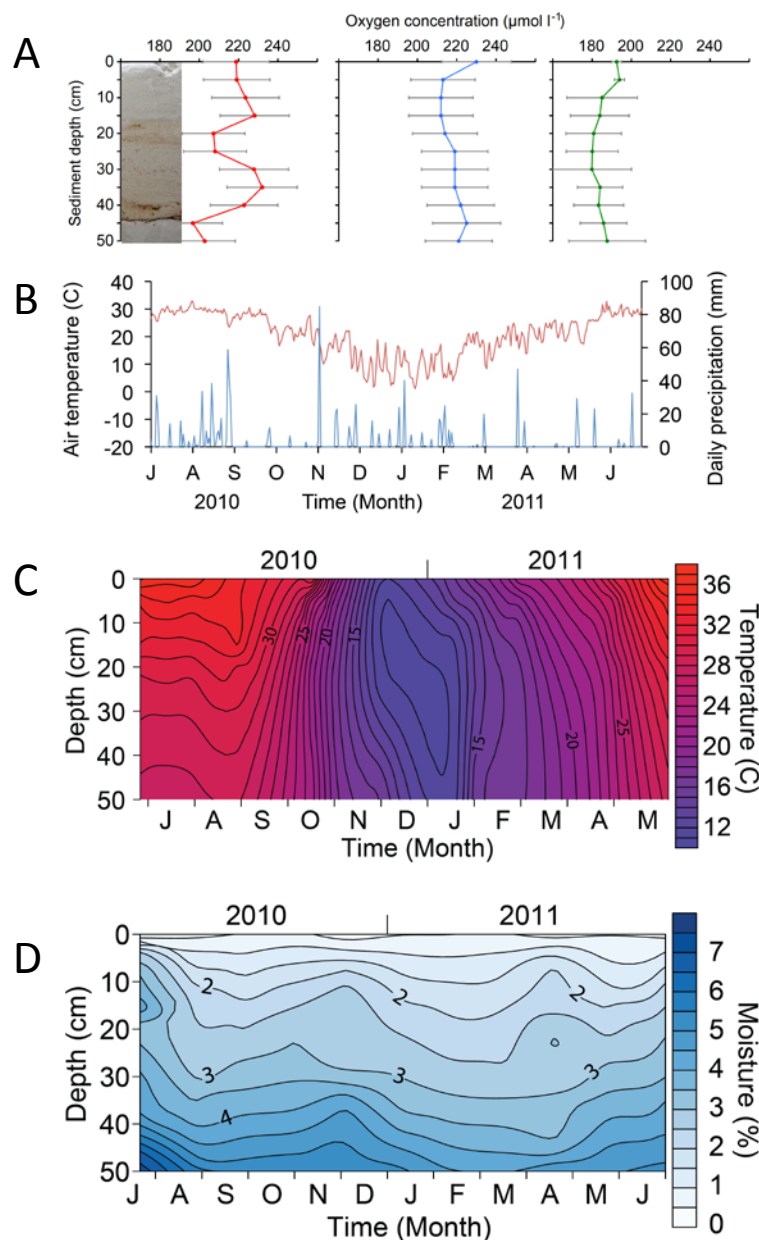 Oxygen concentration (µmol l⁻¹)
A
180 200 220 240 180 200 220 240 180 200 220 240
Sediment depth (cm)
0
10
20
30
40
50
B
Air temperature (C)
40
30
20
10
0
-10
-20
100
80
60
40
20
0
Daily precipitation (mm)
J A S O N D J F M A M J
2010 Time (Month) 2011
C
2010 2011
Depth (cm)
0
10
20
30
40
50
30 25 20 15 15 20 25
36
32
28
24
20
16
12
Temperature (C)
J A S O N D J F M A M
Time (Month)
D
2010 2011
Depth (cm)
0
10
20
30
40
50
2 2 2
3 3 3
4
7
6
5
4
3
2
1
0
Moisture (%)
J A S O N D J F M A M J
Time (Month)